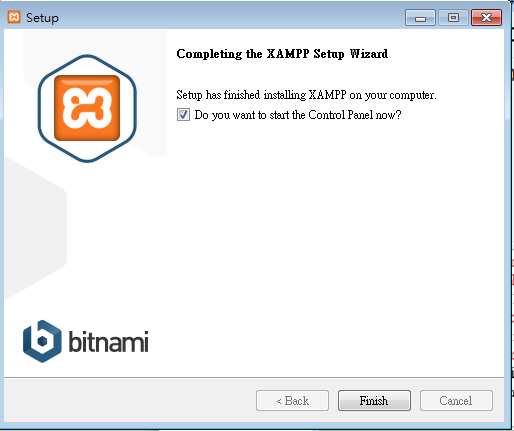 Setup
Completing the XAMPP Setup Wizard
Setup has finished installing XAMPP on your computer.
Do you want to start the Control Panel now?
bitnami
< Back
Finish
Cancel